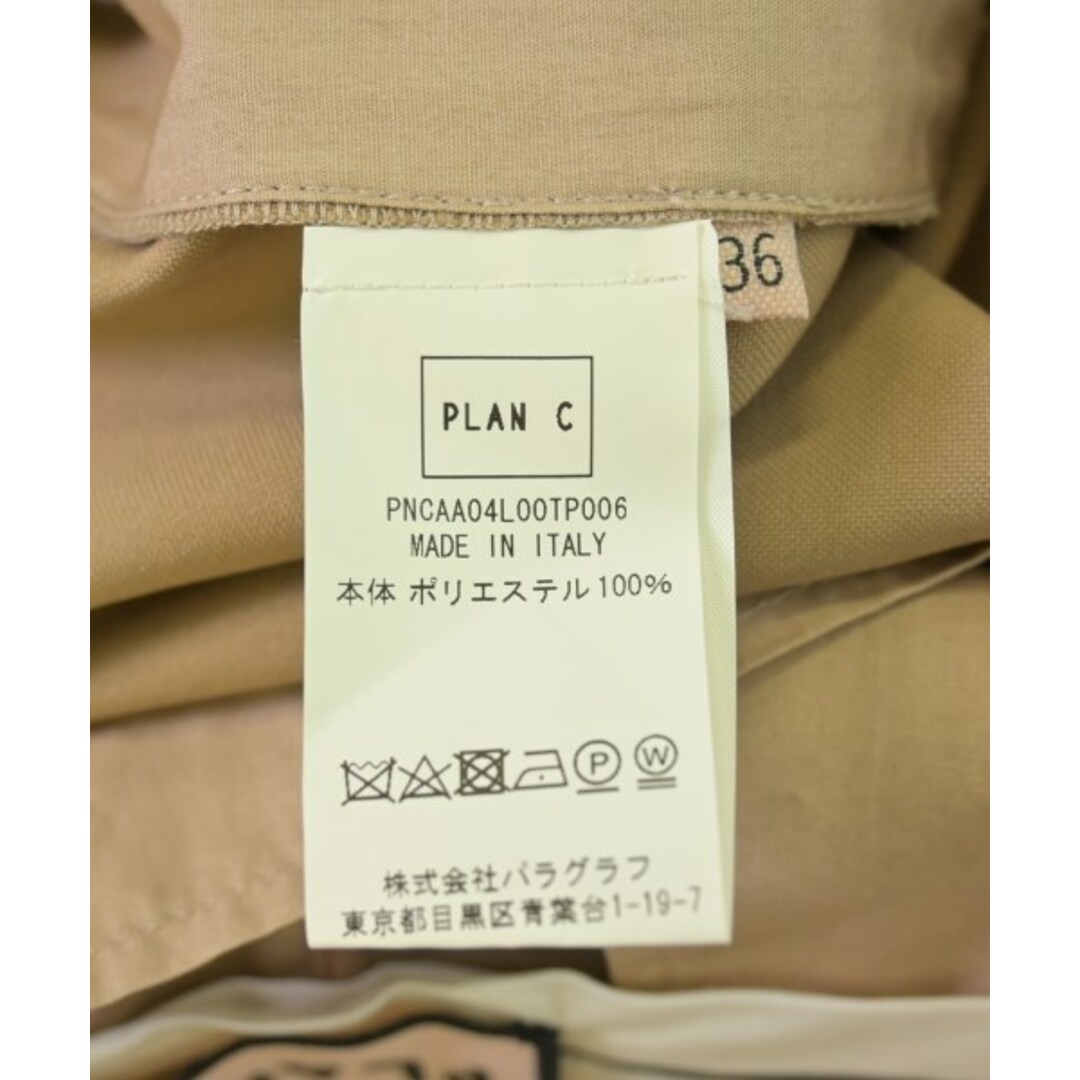 36
PLAN C
PNCAA04L00TP006
MADE IN ITALY
本体 ポリエステル100%
P
W
株式会社パラグラフ
東京都目黒区青葉台1-19-7